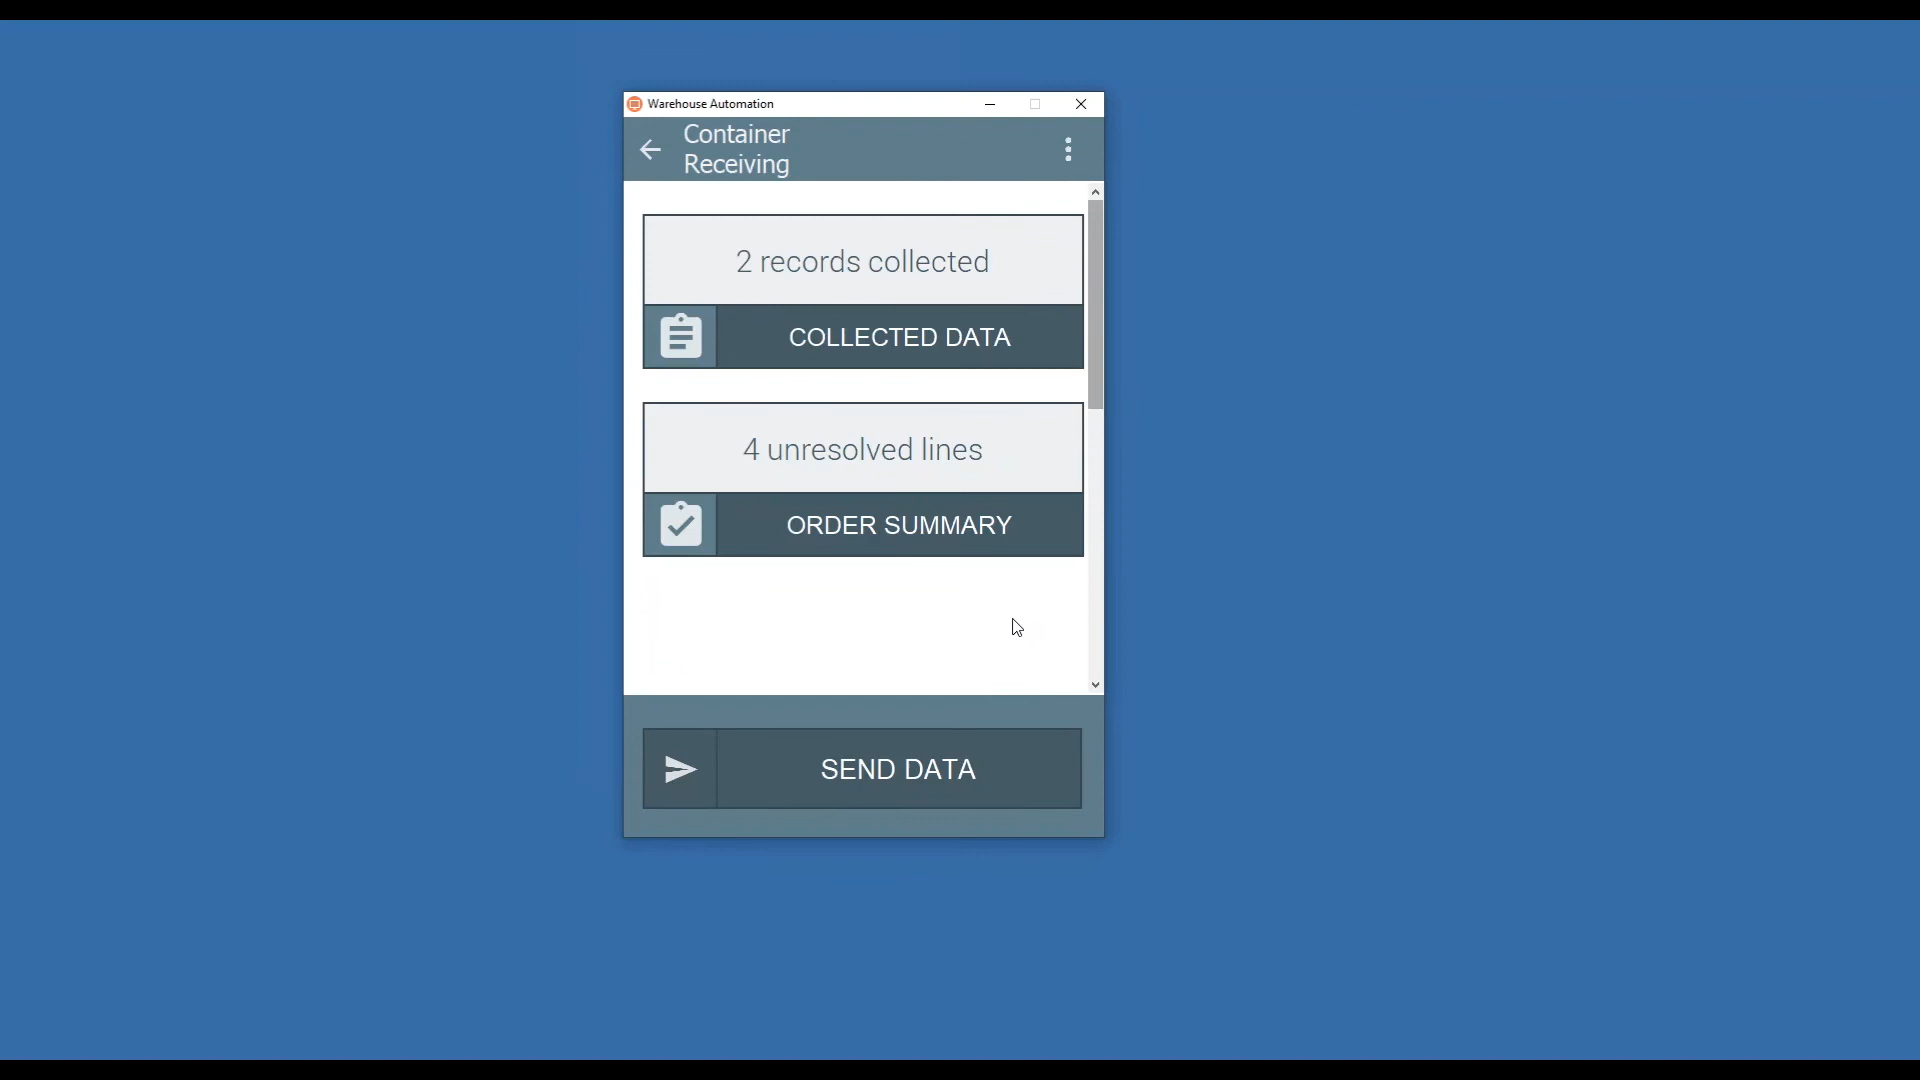 Warehouse Automation
Container
Receiving
2 records collected
COLLECTED DATA
4 unresolved lines
ORDER SUMMARY
SEND DATA